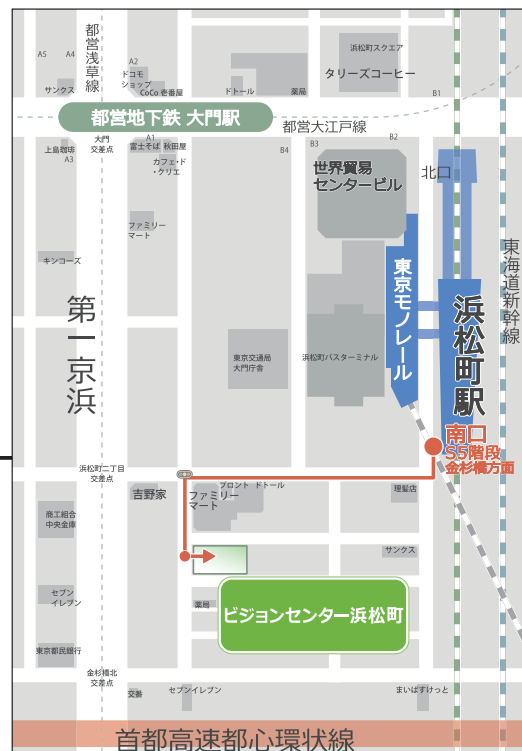 都営浅草線
A5
A4
A2
サンクス
ドコモ
ショップ
CoCo壱番屋
ドトール
薬局
浜松町スクエア
タリーズコーヒー
B1
都営地下鉄 大門駅
都営大江戸線
大門
交差点
A1
上島珈琲
A3
富士そば
秋田屋
カフェ・ド
・クリエ
B4
B3
B2
世界貿易
センタービル
北口
ファミリー
マート
キンコーズ
東海道新幹線
東京モノレール
浜松町駅
第一京浜
東京交通局
大門庁舎
浜松町バスターミナル
南口
S5階段
金杉橋方面
浜松町二丁目
交差点
吉野家
プロント
ドトール
ファミリー
マート
理髪店
商工組合
中央金庫
サンクス
セブン
イレブン
薬局
ビジョンセンター浜松町
東京都民銀行
金杉橋北
交差点
交番
セブンイレブン
まいばすけっと
首都高速都心環状線